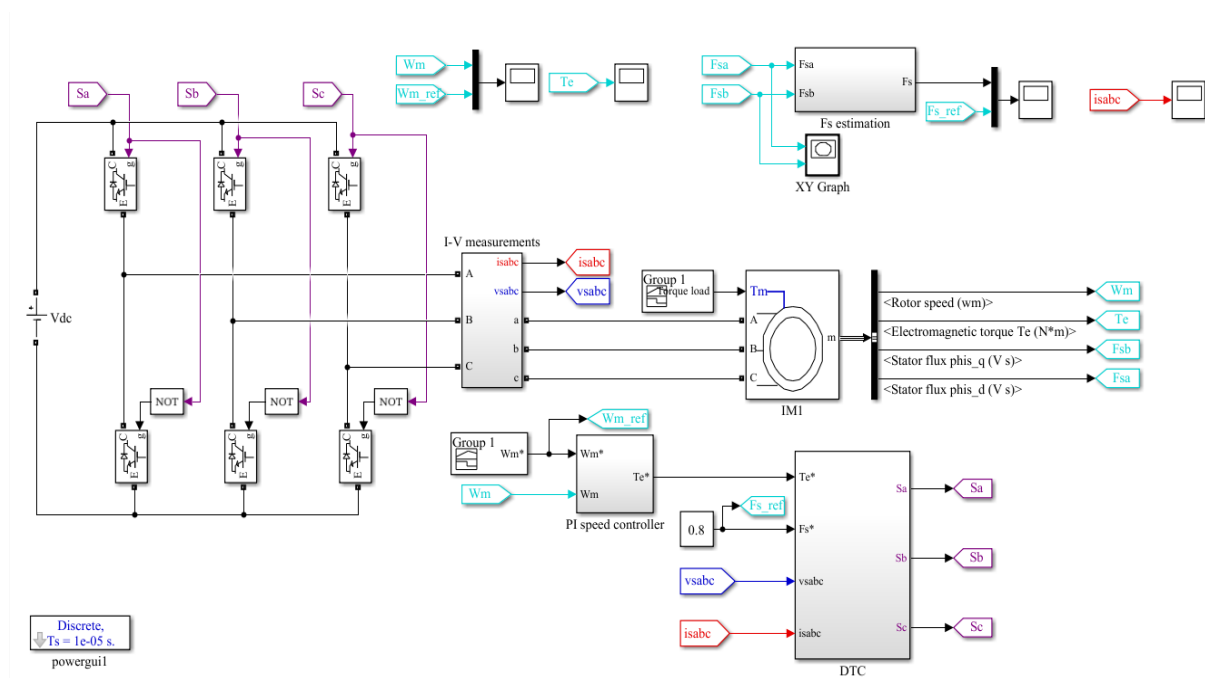 Wm
Wm_ref
Te
Fsa
Fsb
Fsa
Fsb
Fs
Fs estimation
Fs_ref
isabc
XY Graph
Sa
Sb
Sc
C
g
E
C
g
E
C
g
E
Vdc
I-V measurements
A
B
C
isabc
vsabc
a
b
c
isabc
vsabc
Group 1
Torque load
Tm
A
B
C
m
IM1
<Rotor speed (wm)>
<Electromagnetic torque Te (N*m)>
<Stator flux phis_q (V s)>
<Stator flux phis_d (V s)>
Wm
Te
Fsb
Fsa
NOT
NOT
NOT
C
g
E
C
g
E
C
g
E
Wm_ref
Group 1
Wm*
Wm
Wm*
Wm
Te*
PI speed controller
Fs_ref
0.8
vsabc
isabc
Te*
Fs*
vsabc
isabc
Sa
Sb
Sc
DTC
Sa
Sb
Sc
Discrete,
Ts = 1e-05 s.
powergui1